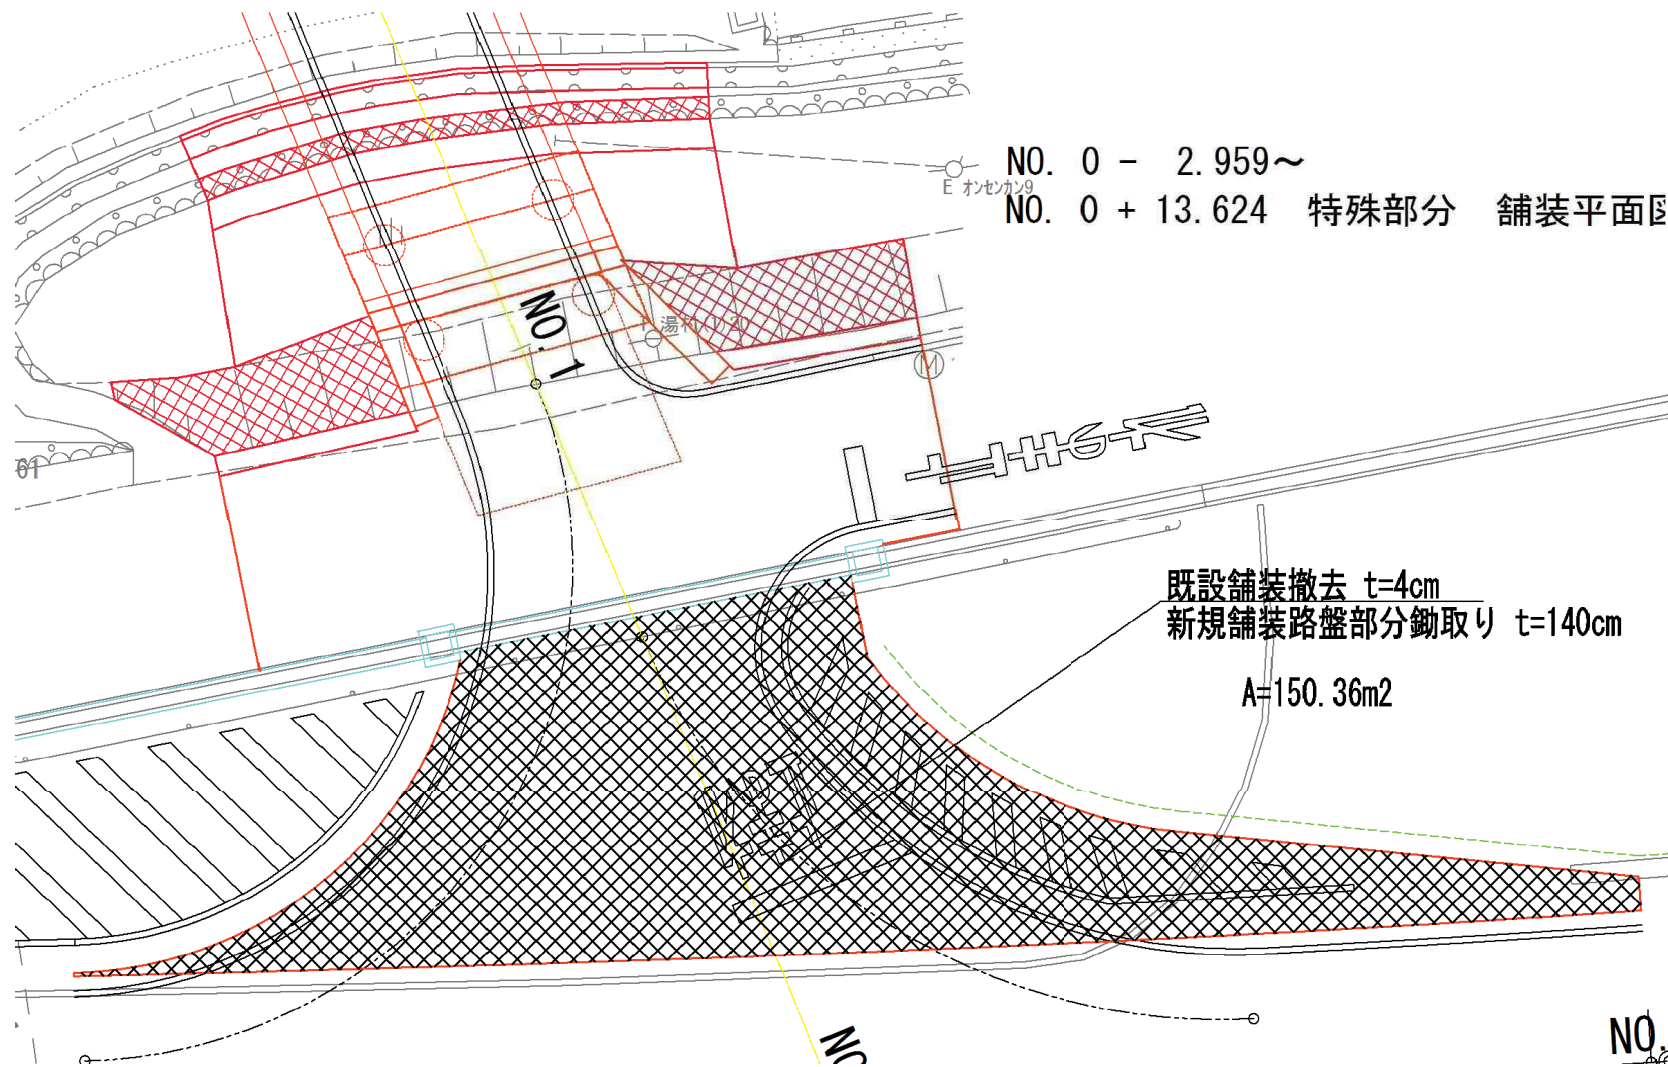 NO. 0 - 2.959～
E オンセンカン9
NO. 0 + 13.624 特殊部分 舗装平面図
NO. 1
M
61
止まれ
既設舗装撤去 t=4cm
新規舗装路盤部分鋤取り t=140cm
A=150.36m2
NO
NO.